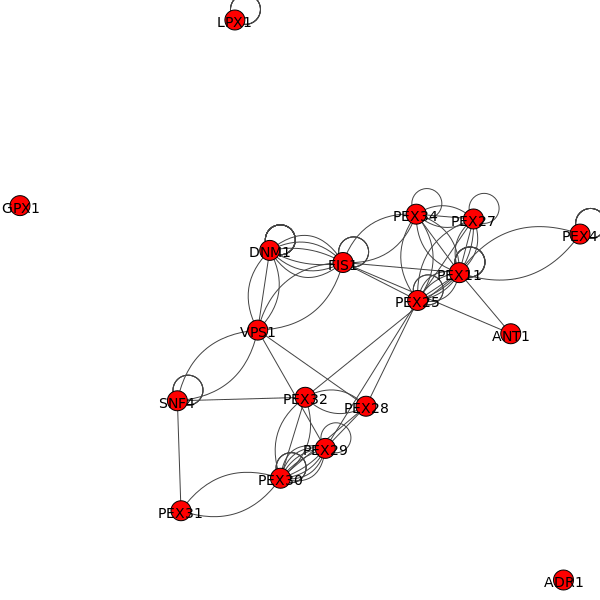 LPX1
GPX1
PEX34
PEX27
PEX4
DNM1
FIS1
PEX11
PEX25
VPS1
ANT1
SNF4
PEX32
PEX28
PEX29
PEX30
PEX31
ADR1